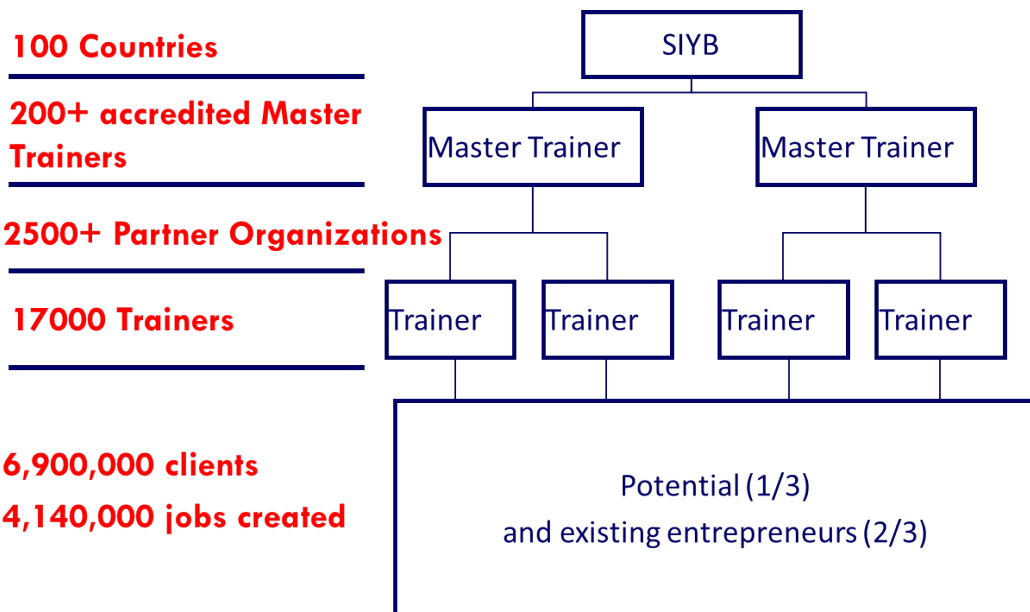 100 Countries
SIYB
200+ accredited Master
Trainers
Master Trainer
Master Trainer
2500+ Partner Organizations
17000 Trainers
Trainer
Trainer
Trainer
Trainer
6,900,000 clients
4,140,000 jobs created
Potential (1/3)
and existing entrepreneurs (2/3)